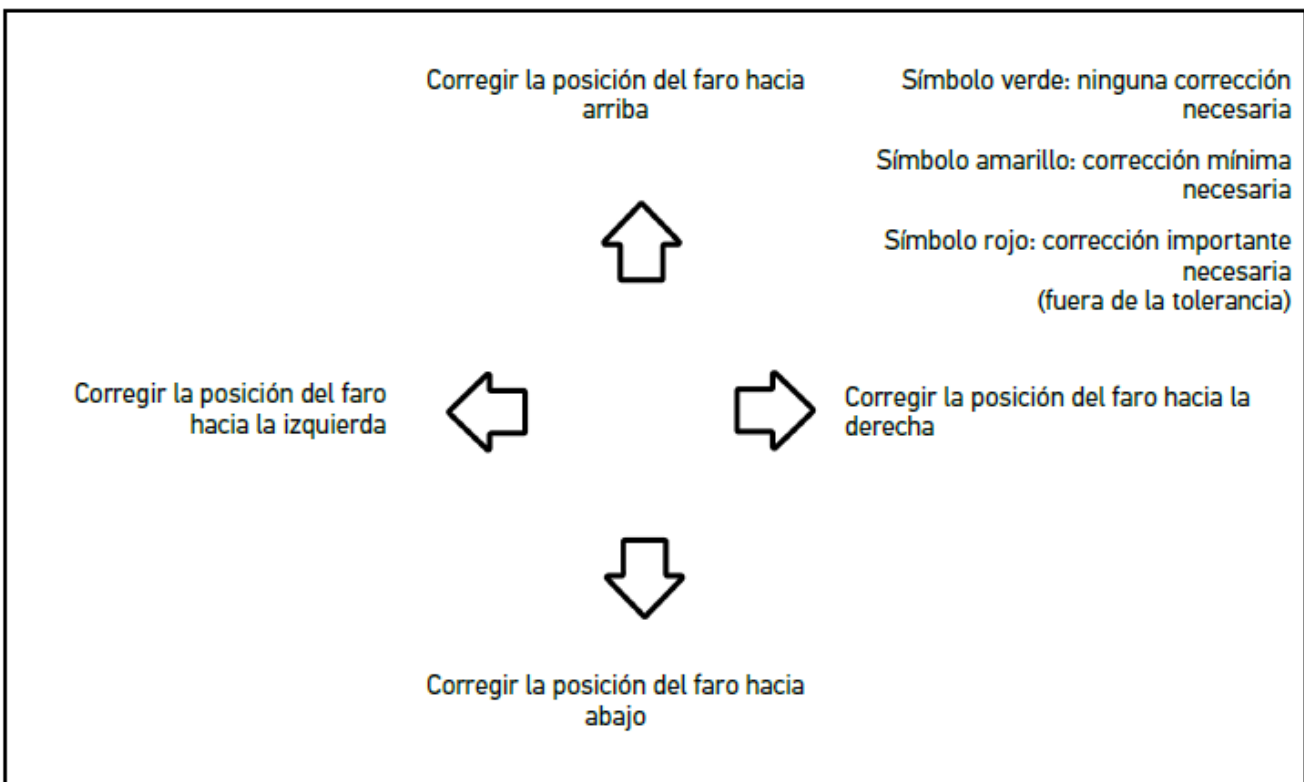 Corregir la posición del faro hacia
arriba
Símbolo verde: ninguna corrección
necesaria
Símbolo amarillo: corrección mínima
necesaria
Símbolo rojo: corrección importante
necesaria
(fuera de la tolerancia)
Corregir la posición del faro
hacia la izquierda
Corregir la posición del faro hacia la
derecha
Corregir la posición del faro hacia
abajo